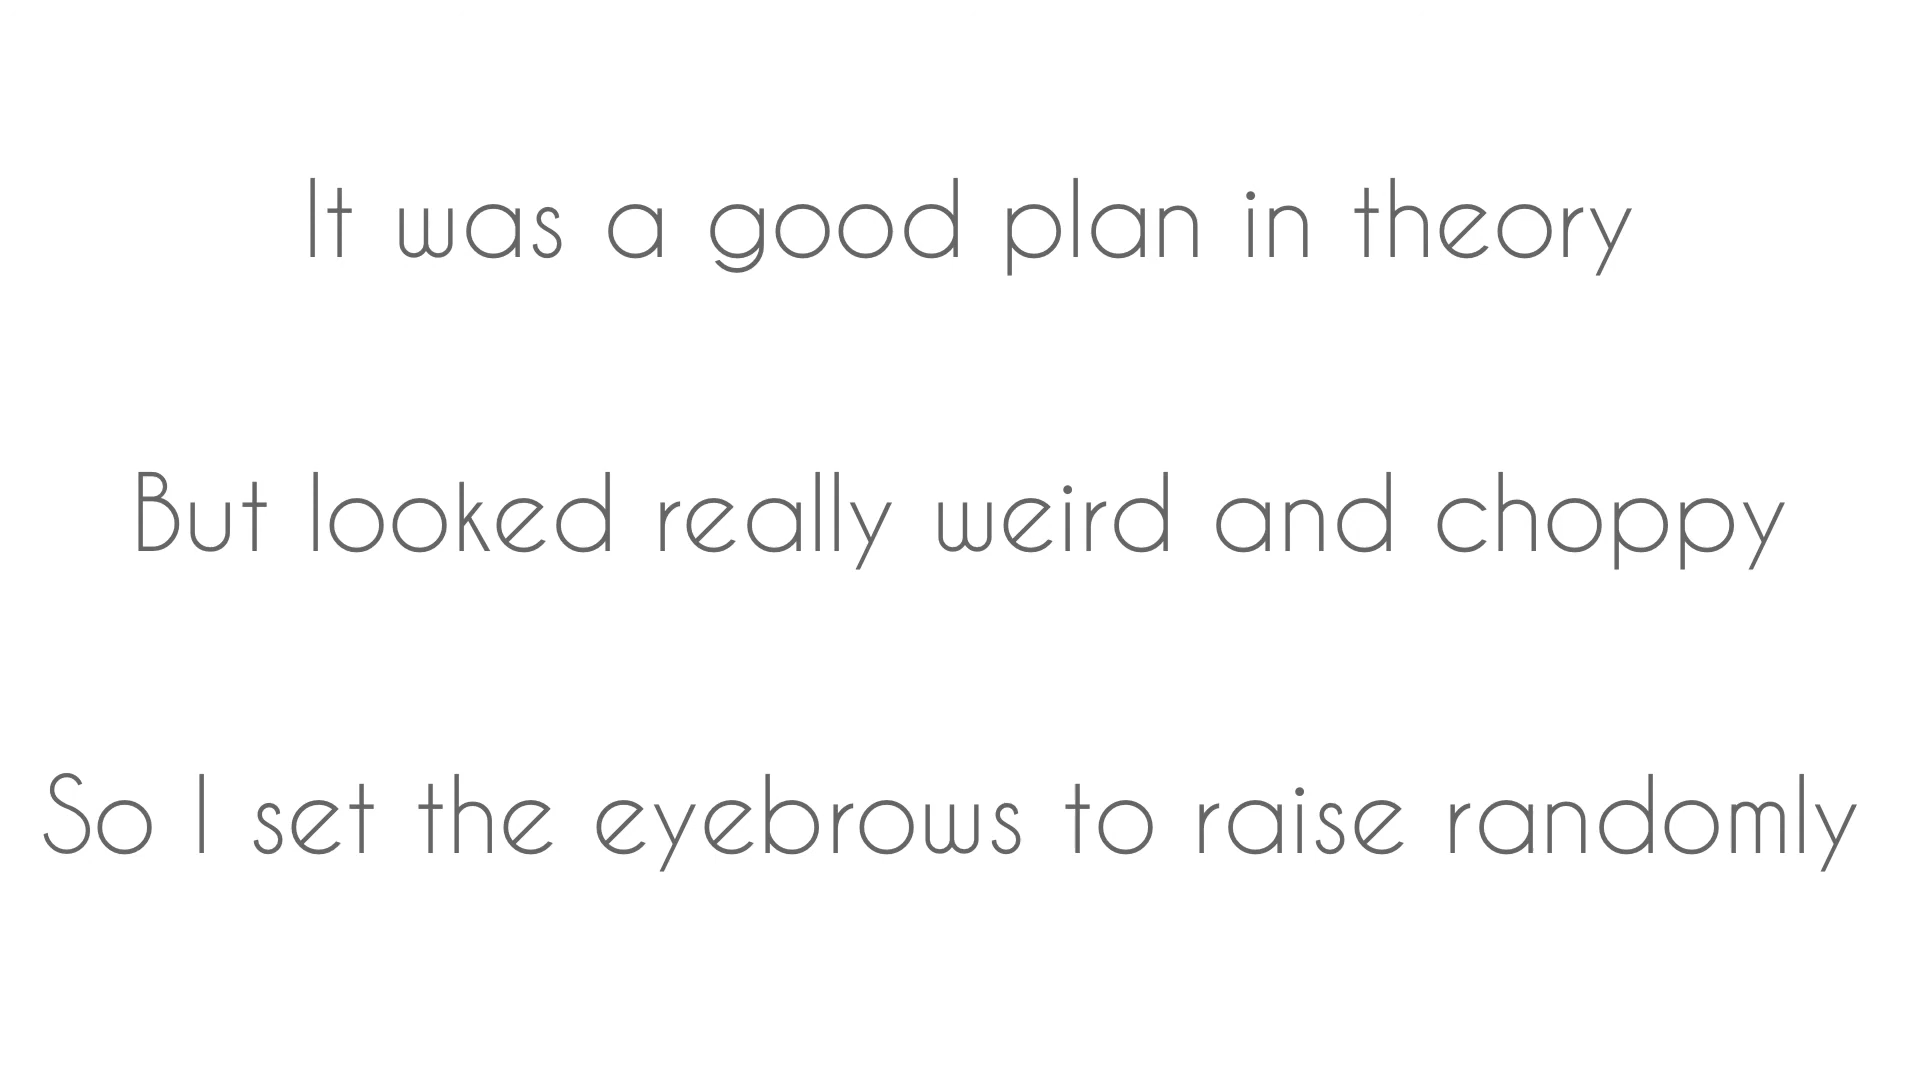 It was a good plan in theory
But looked really weird and choppy
So I set the eyebrows to raise randomly